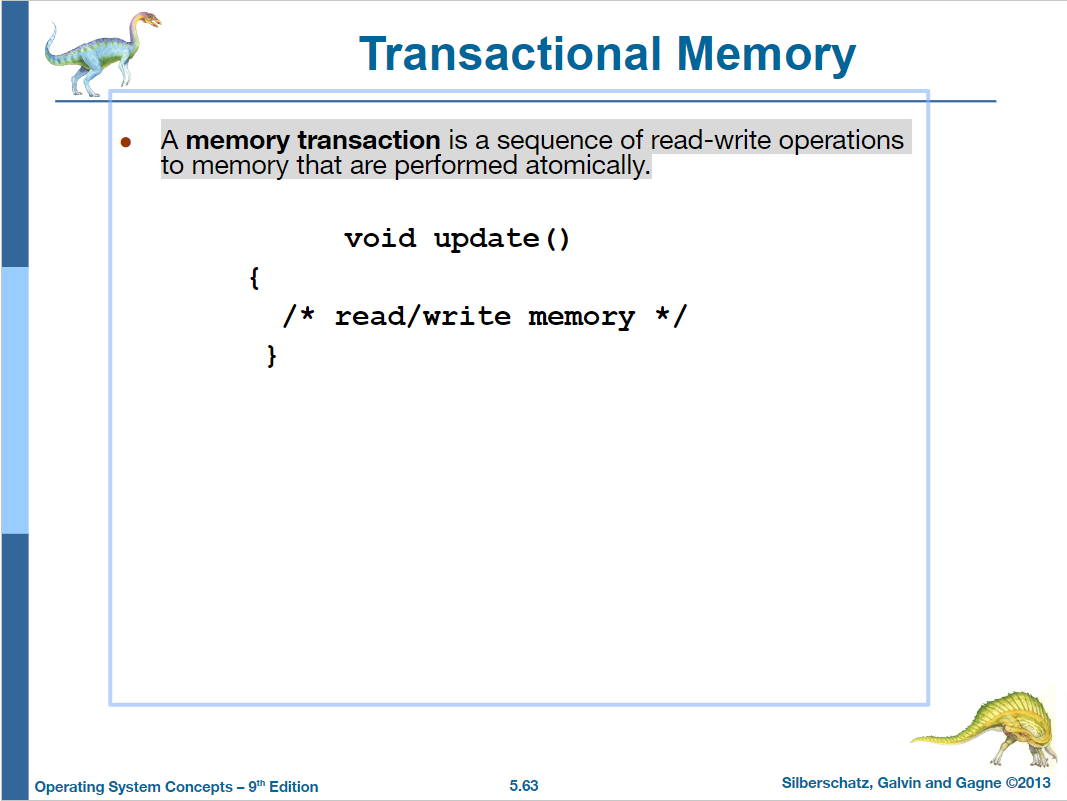 Transactional Memory
● A memory transaction is a sequence of read-write operations
to memory that are performed atomically.
void update()
{
/* read/write memory */
}
Operating System Concepts – 9th Edition
5.63
Silberschatz, Galvin and Gagne ©2013